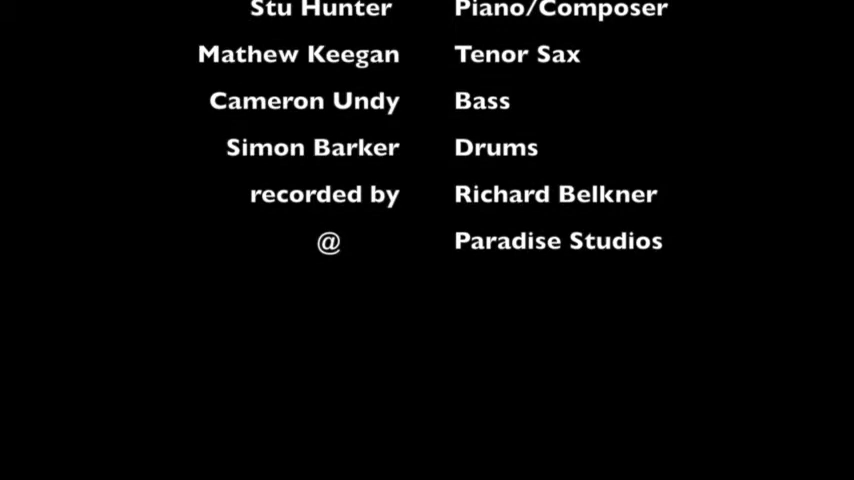 Stu Hunter Piano/Composer
Mathew Keegan Tenor Sax
Cameron Undy Bass
Simon Barker Drums
recorded by Richard Belkner
@ Paradise Studios